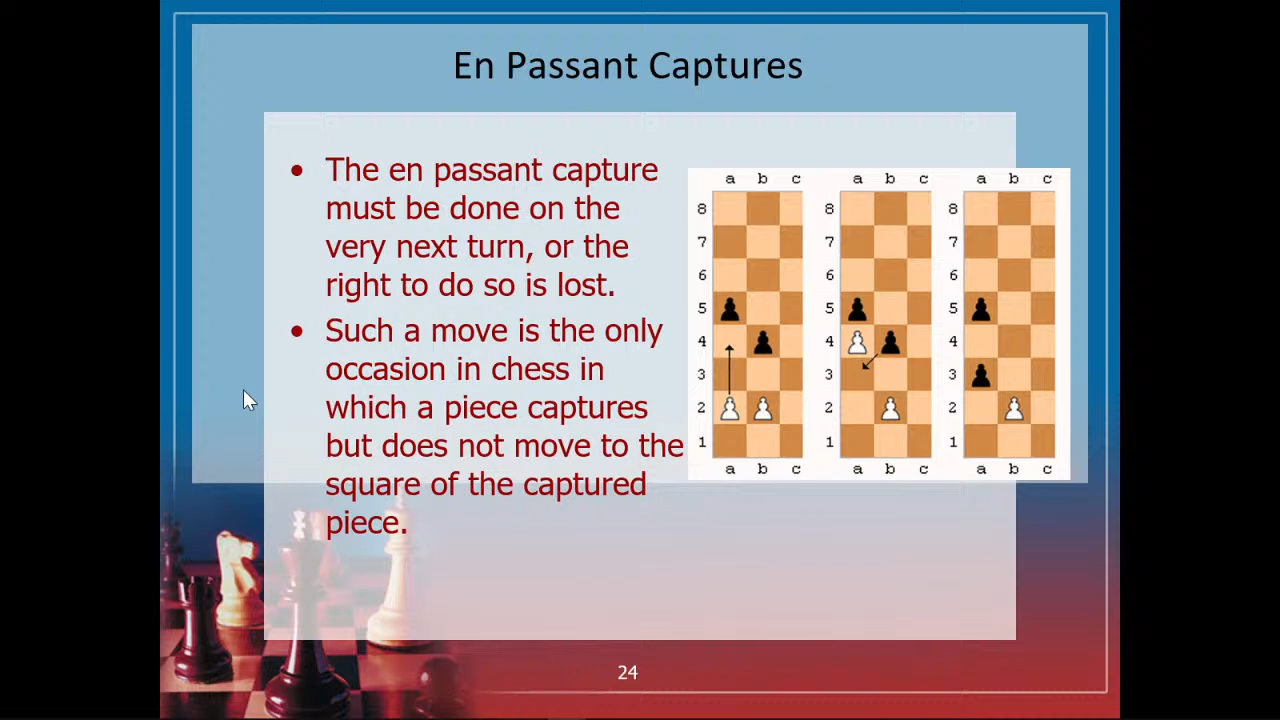 En Passant Captures
• The en passant capture
must be done on the
very next turn, or the
right to do so is lost.
• Such a move is the only
occasion in chess in
which a piece captures
but does not move to the
square of the captured
piece.
a b c a b c a b c
8 8 8
7 7 7
6 6 6
5 5 5
4 4 4
3 3 3
2 2 2
1 1 1
a b c a b c a b c
24